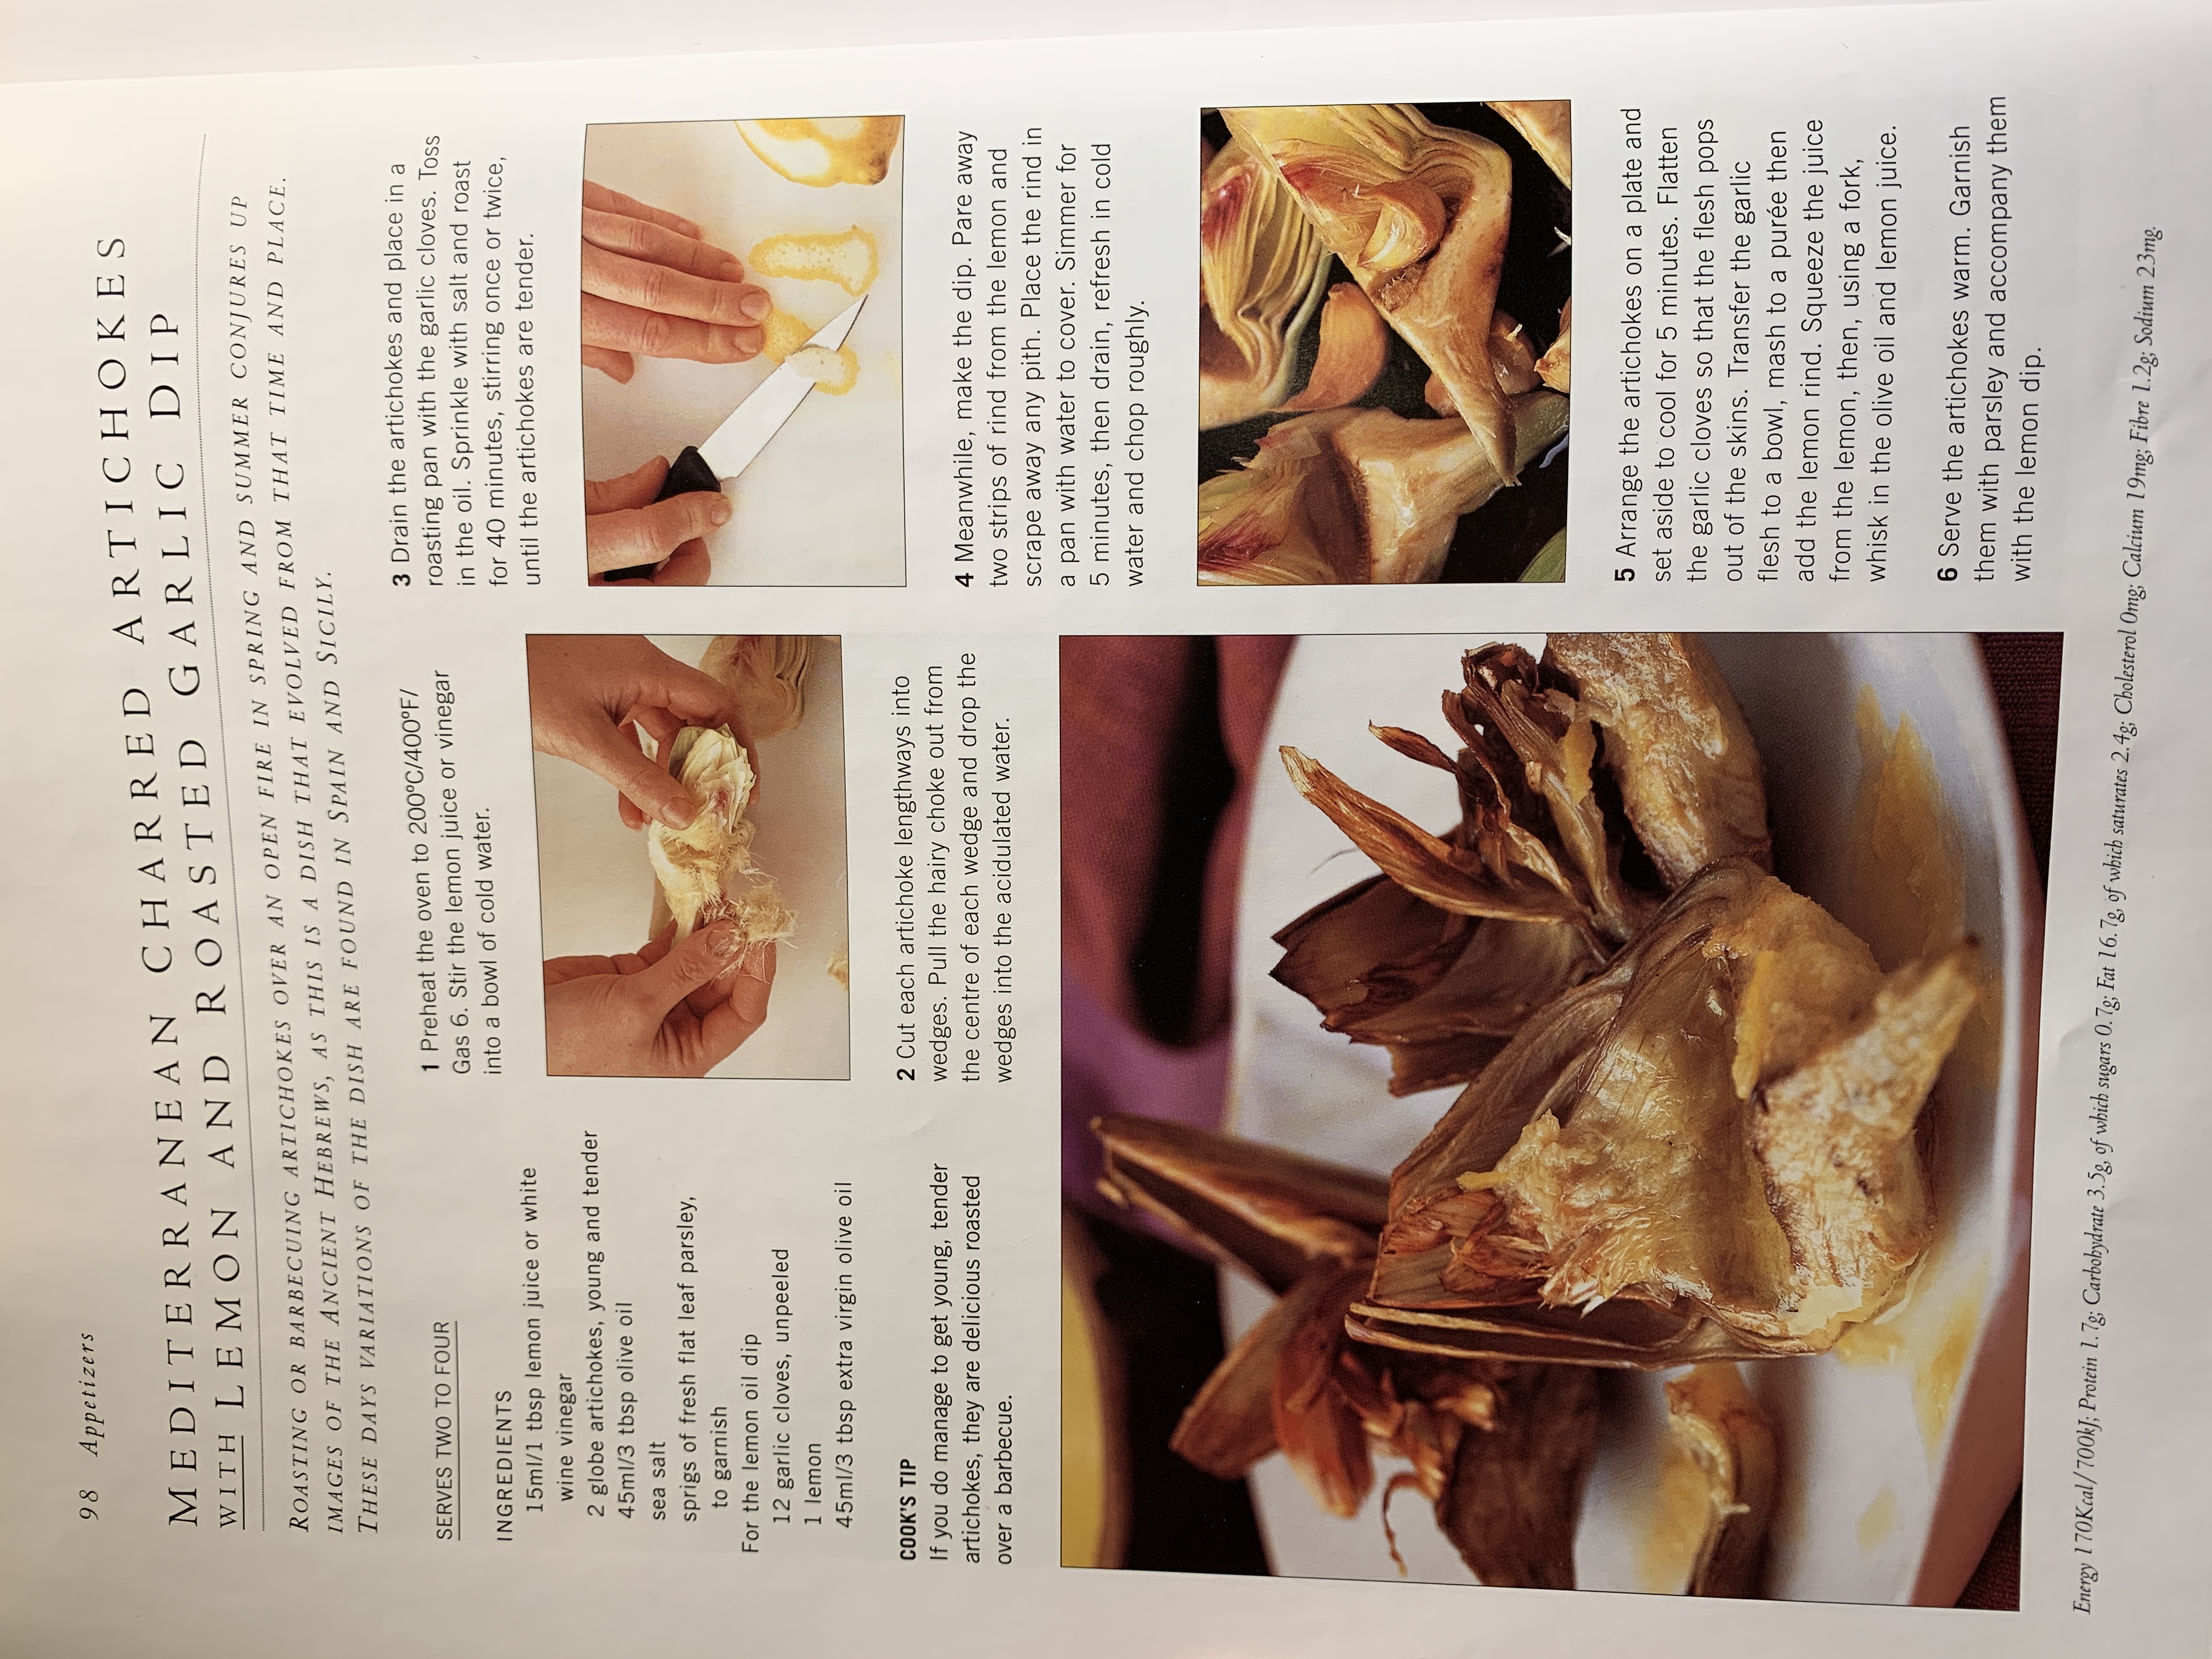 98 Appetizers
MEDITERRANEAN CHARRED ARTICHOKES
WITH LEMON AND ROASTED GARLIC DIP
ROASTING OR BARBECUING ARTICHOKES OVER AN OPEN FIRE IN SPRING AND SUMMER CONJURES UP
IMAGES OF THE ANCIENT HEBREWS, AS THIS IS A DISH THAT EVOLVED FROM THAT TIME AND PLACE.
THESE DAYS VARIATIONS OF THE DISH ARE FOUND IN SPAIN AND SICILY.
SERVES TWO TO FOUR
INGREDIENTS
15ml/1 tbsp lemon juice or white
wine vinegar
2 globe artichokes, young and tender
45ml/3 tbsp olive oil
sea salt
sprigs of fresh flat leaf parsley,
to garnish
For the lemon oil dip
12 garlic cloves, unpeeled
1 lemon
45ml/3 tbsp extra virgin olive oil
COOK'S TIP
If you do manage to get young, tender
artichokes, they are delicious roasted
over a barbecue.
1 Preheat the oven to 200ºC/400ºF/
Gas 6. Stir the lemon juice or vinegar
into a bowl of cold water.
2 Cut each artichoke lengthways into
wedges. Pull the hairy choke out from
the centre of each wedge and drop the
wedges into the acidulated water.
3 Drain the artichokes and place in a
roasting pan with the garlic cloves. Toss
in the oil. Sprinkle with salt and roast
for 40 minutes, stirring once or twice,
until the artichokes are tender.
4 Meanwhile, make the dip. Pare away
two strips of rind from the lemon and
scrape away any pith. Place the rind in
a pan with water to cover. Simmer for
5 minutes, then drain, refresh in cold
water and chop roughly.
5 Arrange the artichokes on a plate and
set aside to cool for 5 minutes. Flatten
the garlic cloves so that the flesh pops
out of the skins. Transfer the garlic
flesh to a bowl, mash to a purée then
add the lemon rind. Squeeze the juice
from the lemon, then, using a fork,
whisk in the olive oil and lemon juice.
6 Serve the artichokes warm. Garnish
them with parsley and accompany them
with the lemon dip.
Energy 170Kcal/700kJ; Protein 1.7g; Carbohydrate 3.5g, of which sugars 0.7g; Fat 16.7g, of which saturates 2.4g; Cholesterol 0mg; Calcium 19mg; Fibre 1.2g; Sodium 23mg.